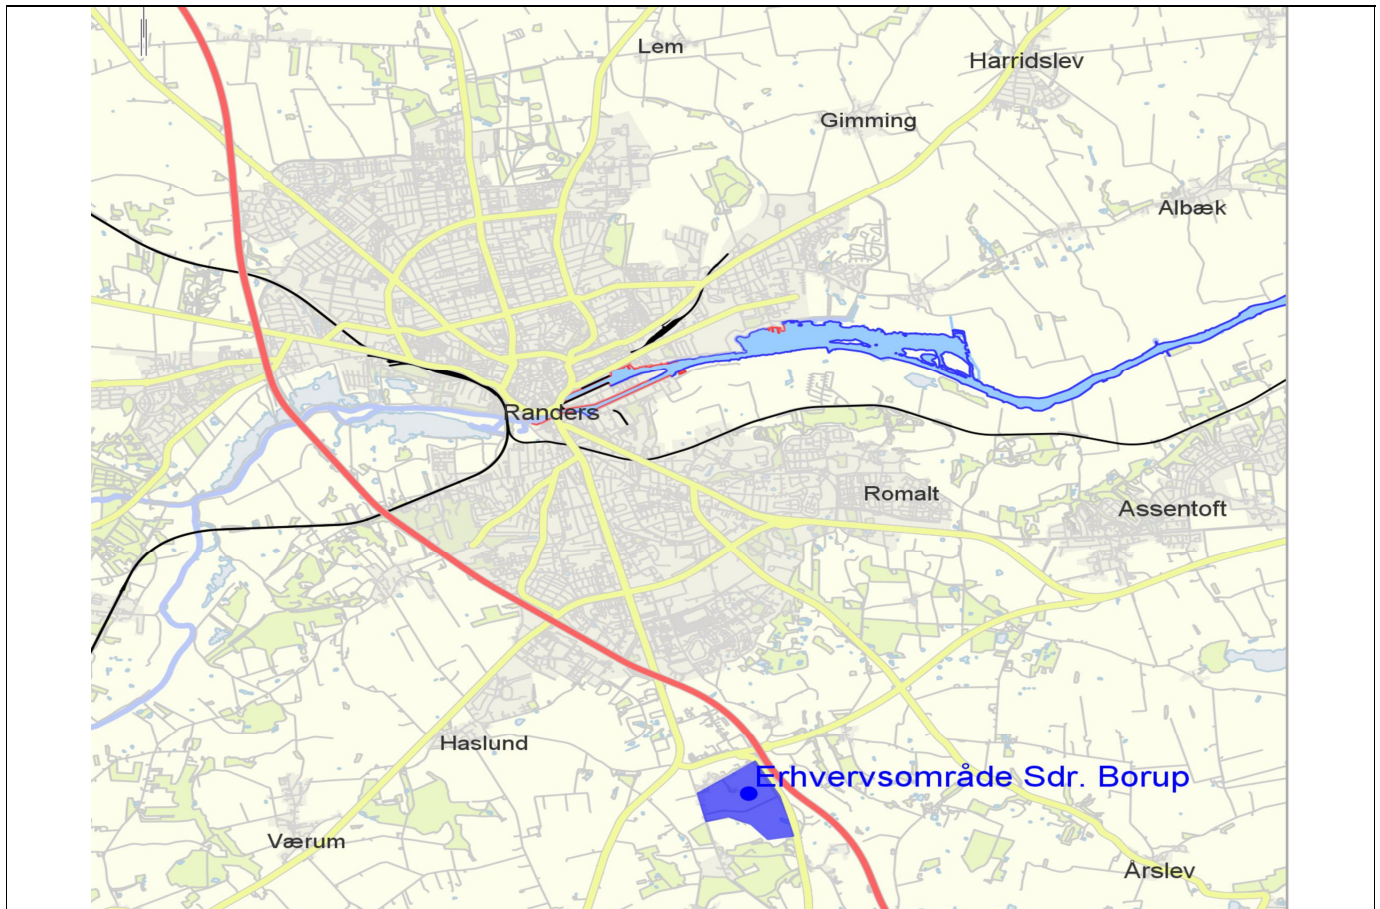 Lem
Harridslev
Gimming
Albæk
Randers
Romalt
Assentoft
Haslund
Erhvervsområde Sdr. Borup
Værum
Årslev